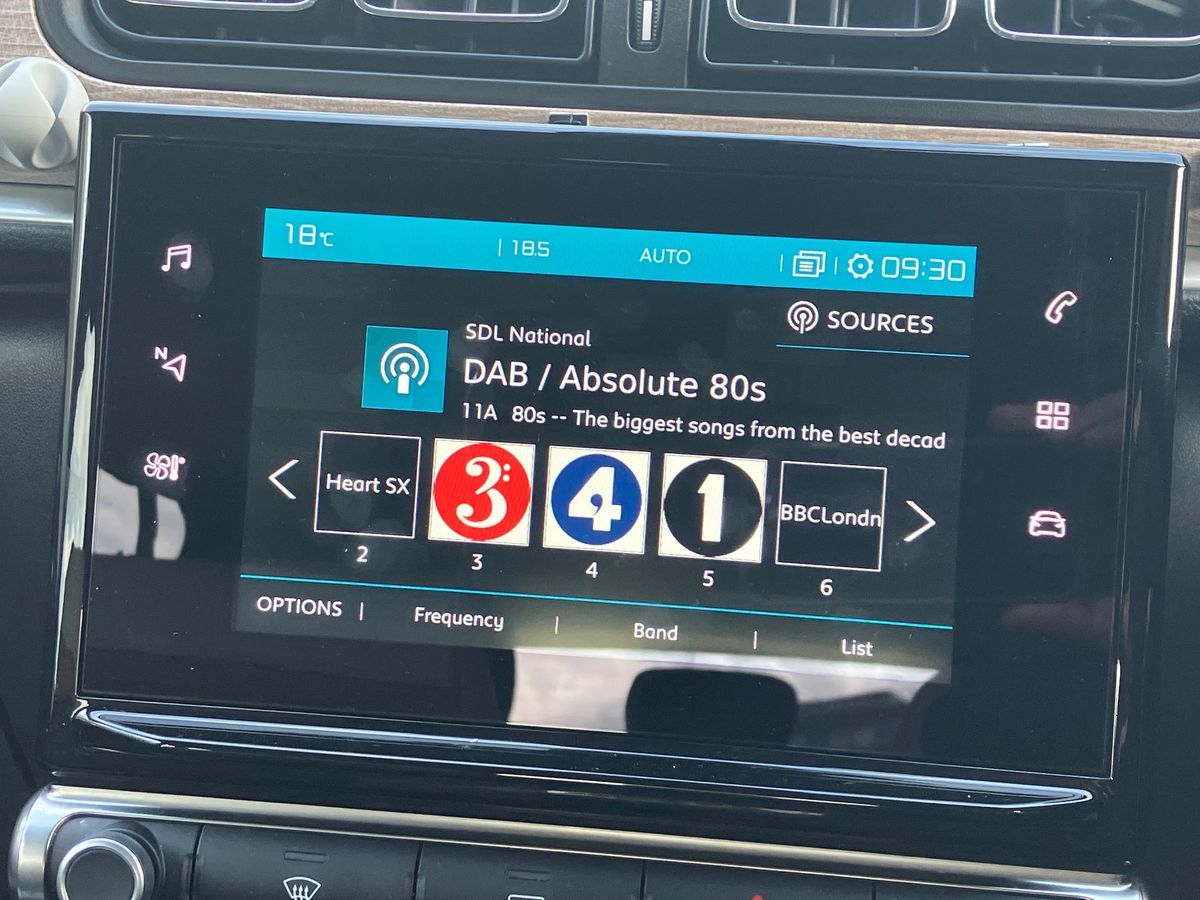 18°C | 18.5 AUTO | | 09:30
SOURCES
SDL National
DAB / Absolute 80s
11A 80s -- The biggest songs from the best decad
N
Heart SX
3:
4
1
BBCLondn
2 3 4 5 6
OPTIONS | Frequency | Band | List